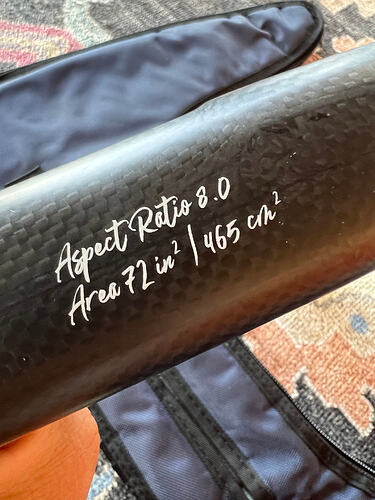 Aspect Ratio 8.0
Area 72 in² | 465 cm²